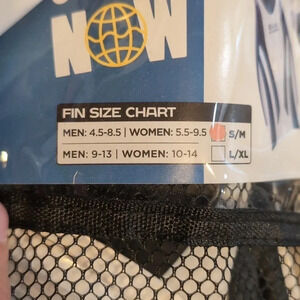 NOW
FIN SIZE CHART
MEN: 4.5-8.5 | WOMEN: 5.5-9.5 S/M
MEN: 9-13 | WOMEN: 10-14 L/XL